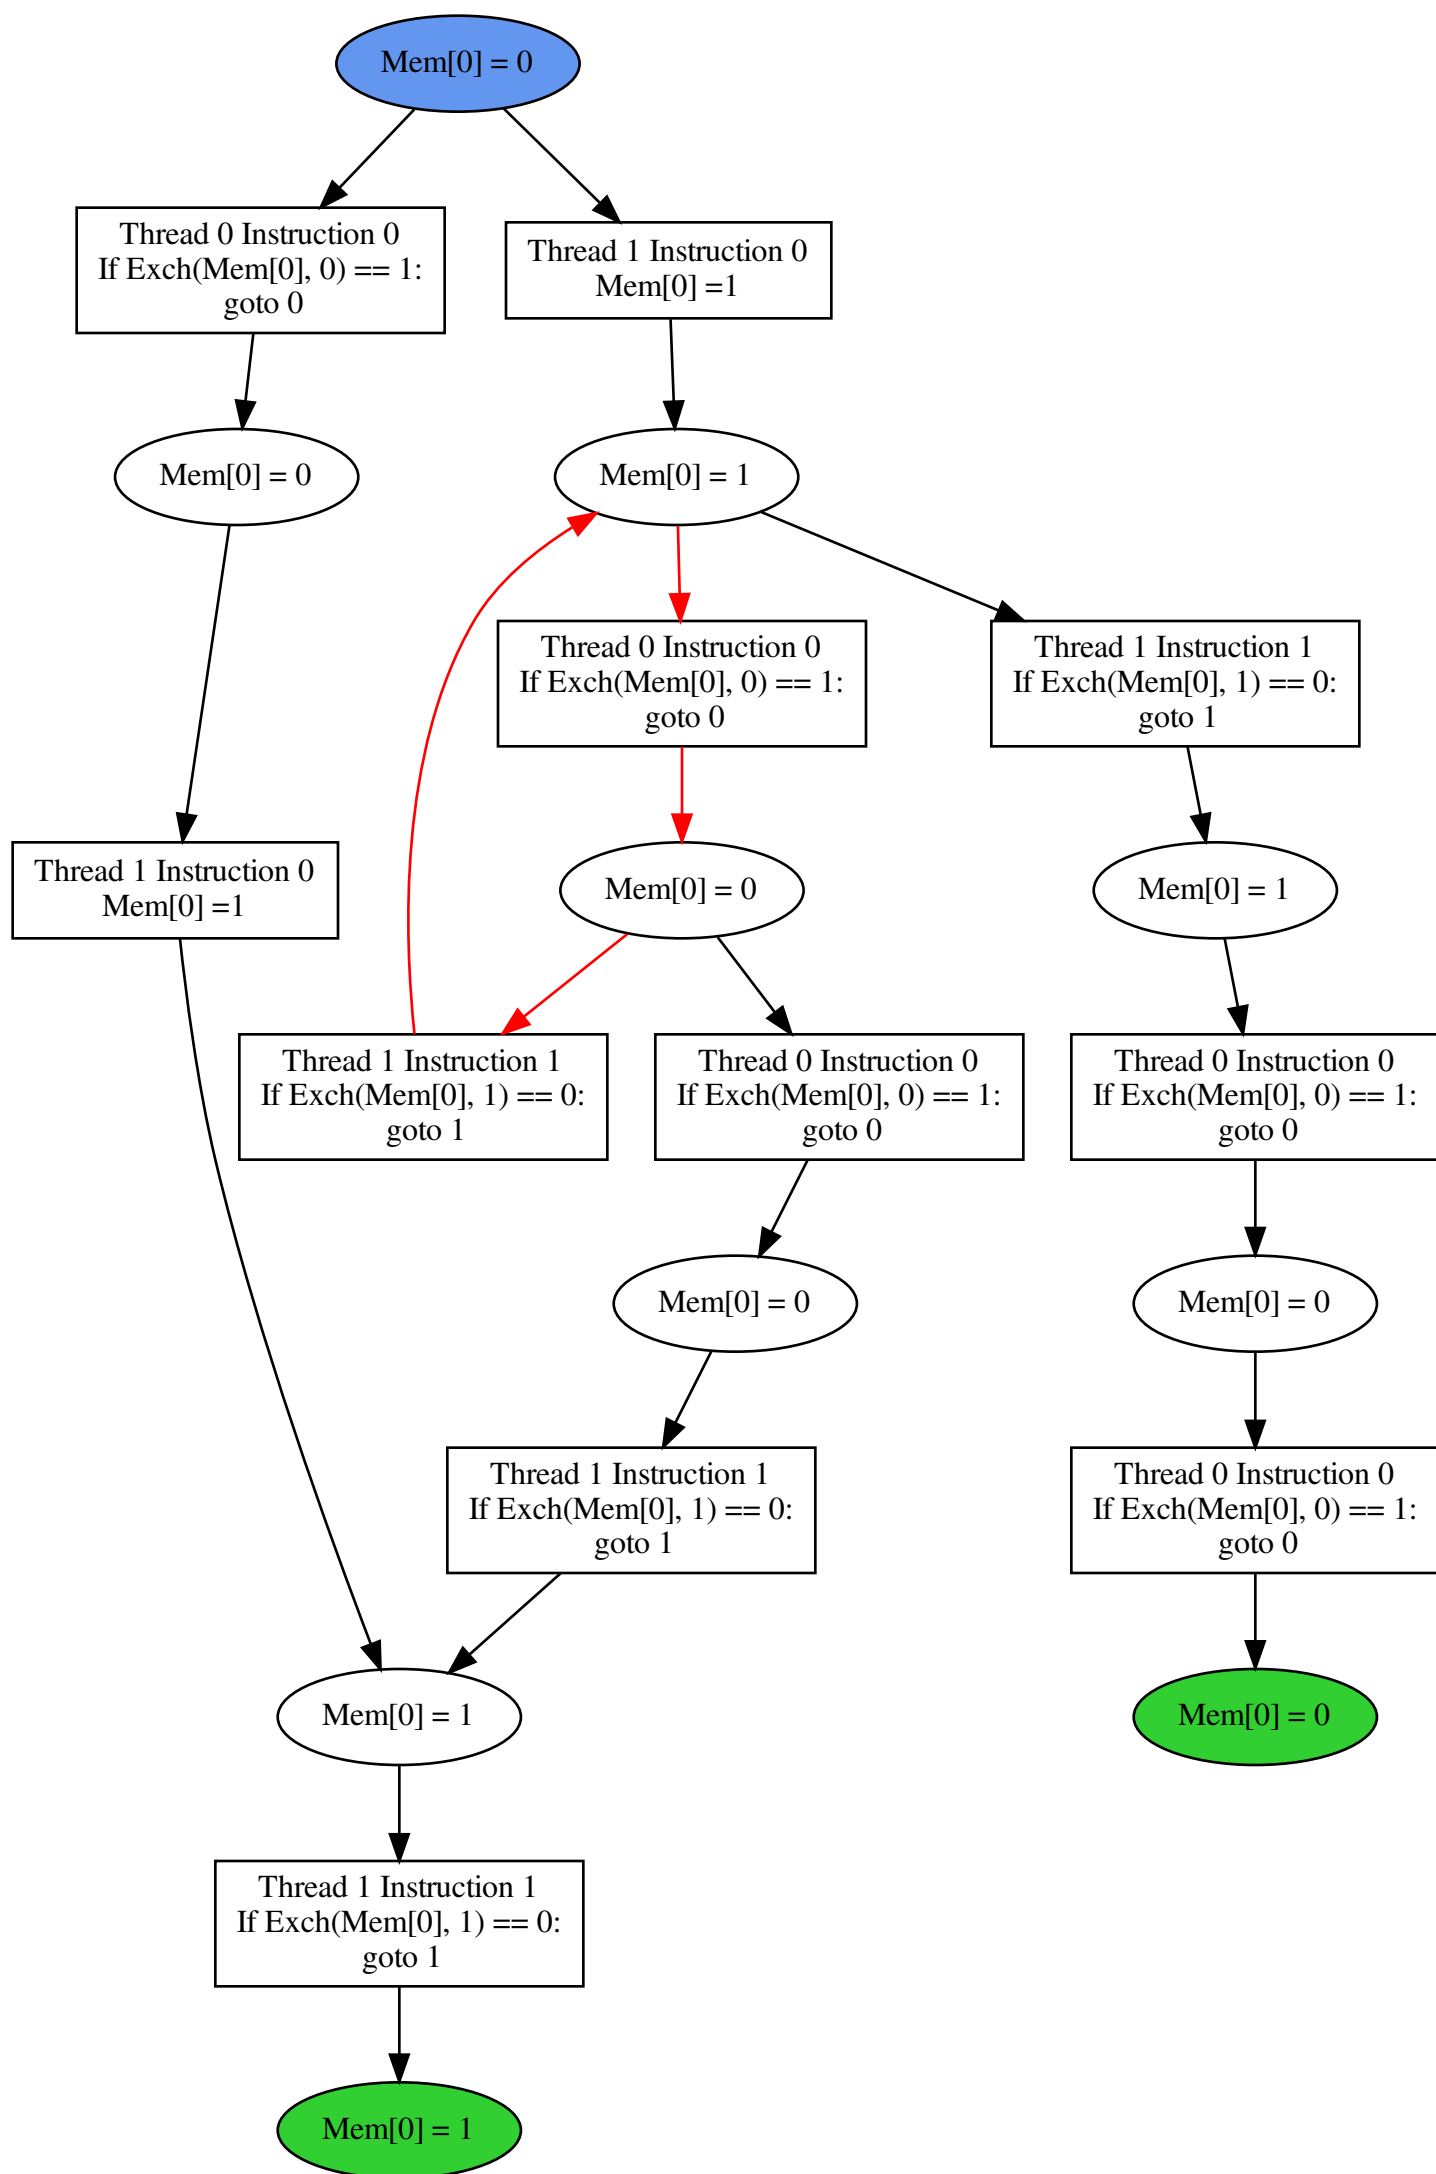 Mem[0] = 0
Thread 0 Instruction 0
If Exch(Mem[0], 0) == 1:
goto 0
Thread 1 Instruction 0
Mem[0] =1
Mem[0] = 0
Mem[0] = 1
Thread 0 Instruction 0
If Exch(Mem[0], 0) == 1:
goto 0
Thread 1 Instruction 1
If Exch(Mem[0], 1) == 0:
goto 1
Thread 1 Instruction 0
Mem[0] =1
Mem[0] = 0
Mem[0] = 1
Thread 1 Instruction 1
If Exch(Mem[0], 1) == 0:
goto 1
Thread 0 Instruction 0
If Exch(Mem[0], 0) == 1:
goto 0
Thread 0 Instruction 0
If Exch(Mem[0], 0) == 1:
goto 0
Mem[0] = 0
Mem[0] = 0
Thread 1 Instruction 1
If Exch(Mem[0], 1) == 0:
goto 1
Thread 0 Instruction 0
If Exch(Mem[0], 0) == 1:
goto 0
Mem[0] = 1
Mem[0] = 0
Thread 1 Instruction 1
If Exch(Mem[0], 1) == 0:
goto 1
Mem[0] = 1